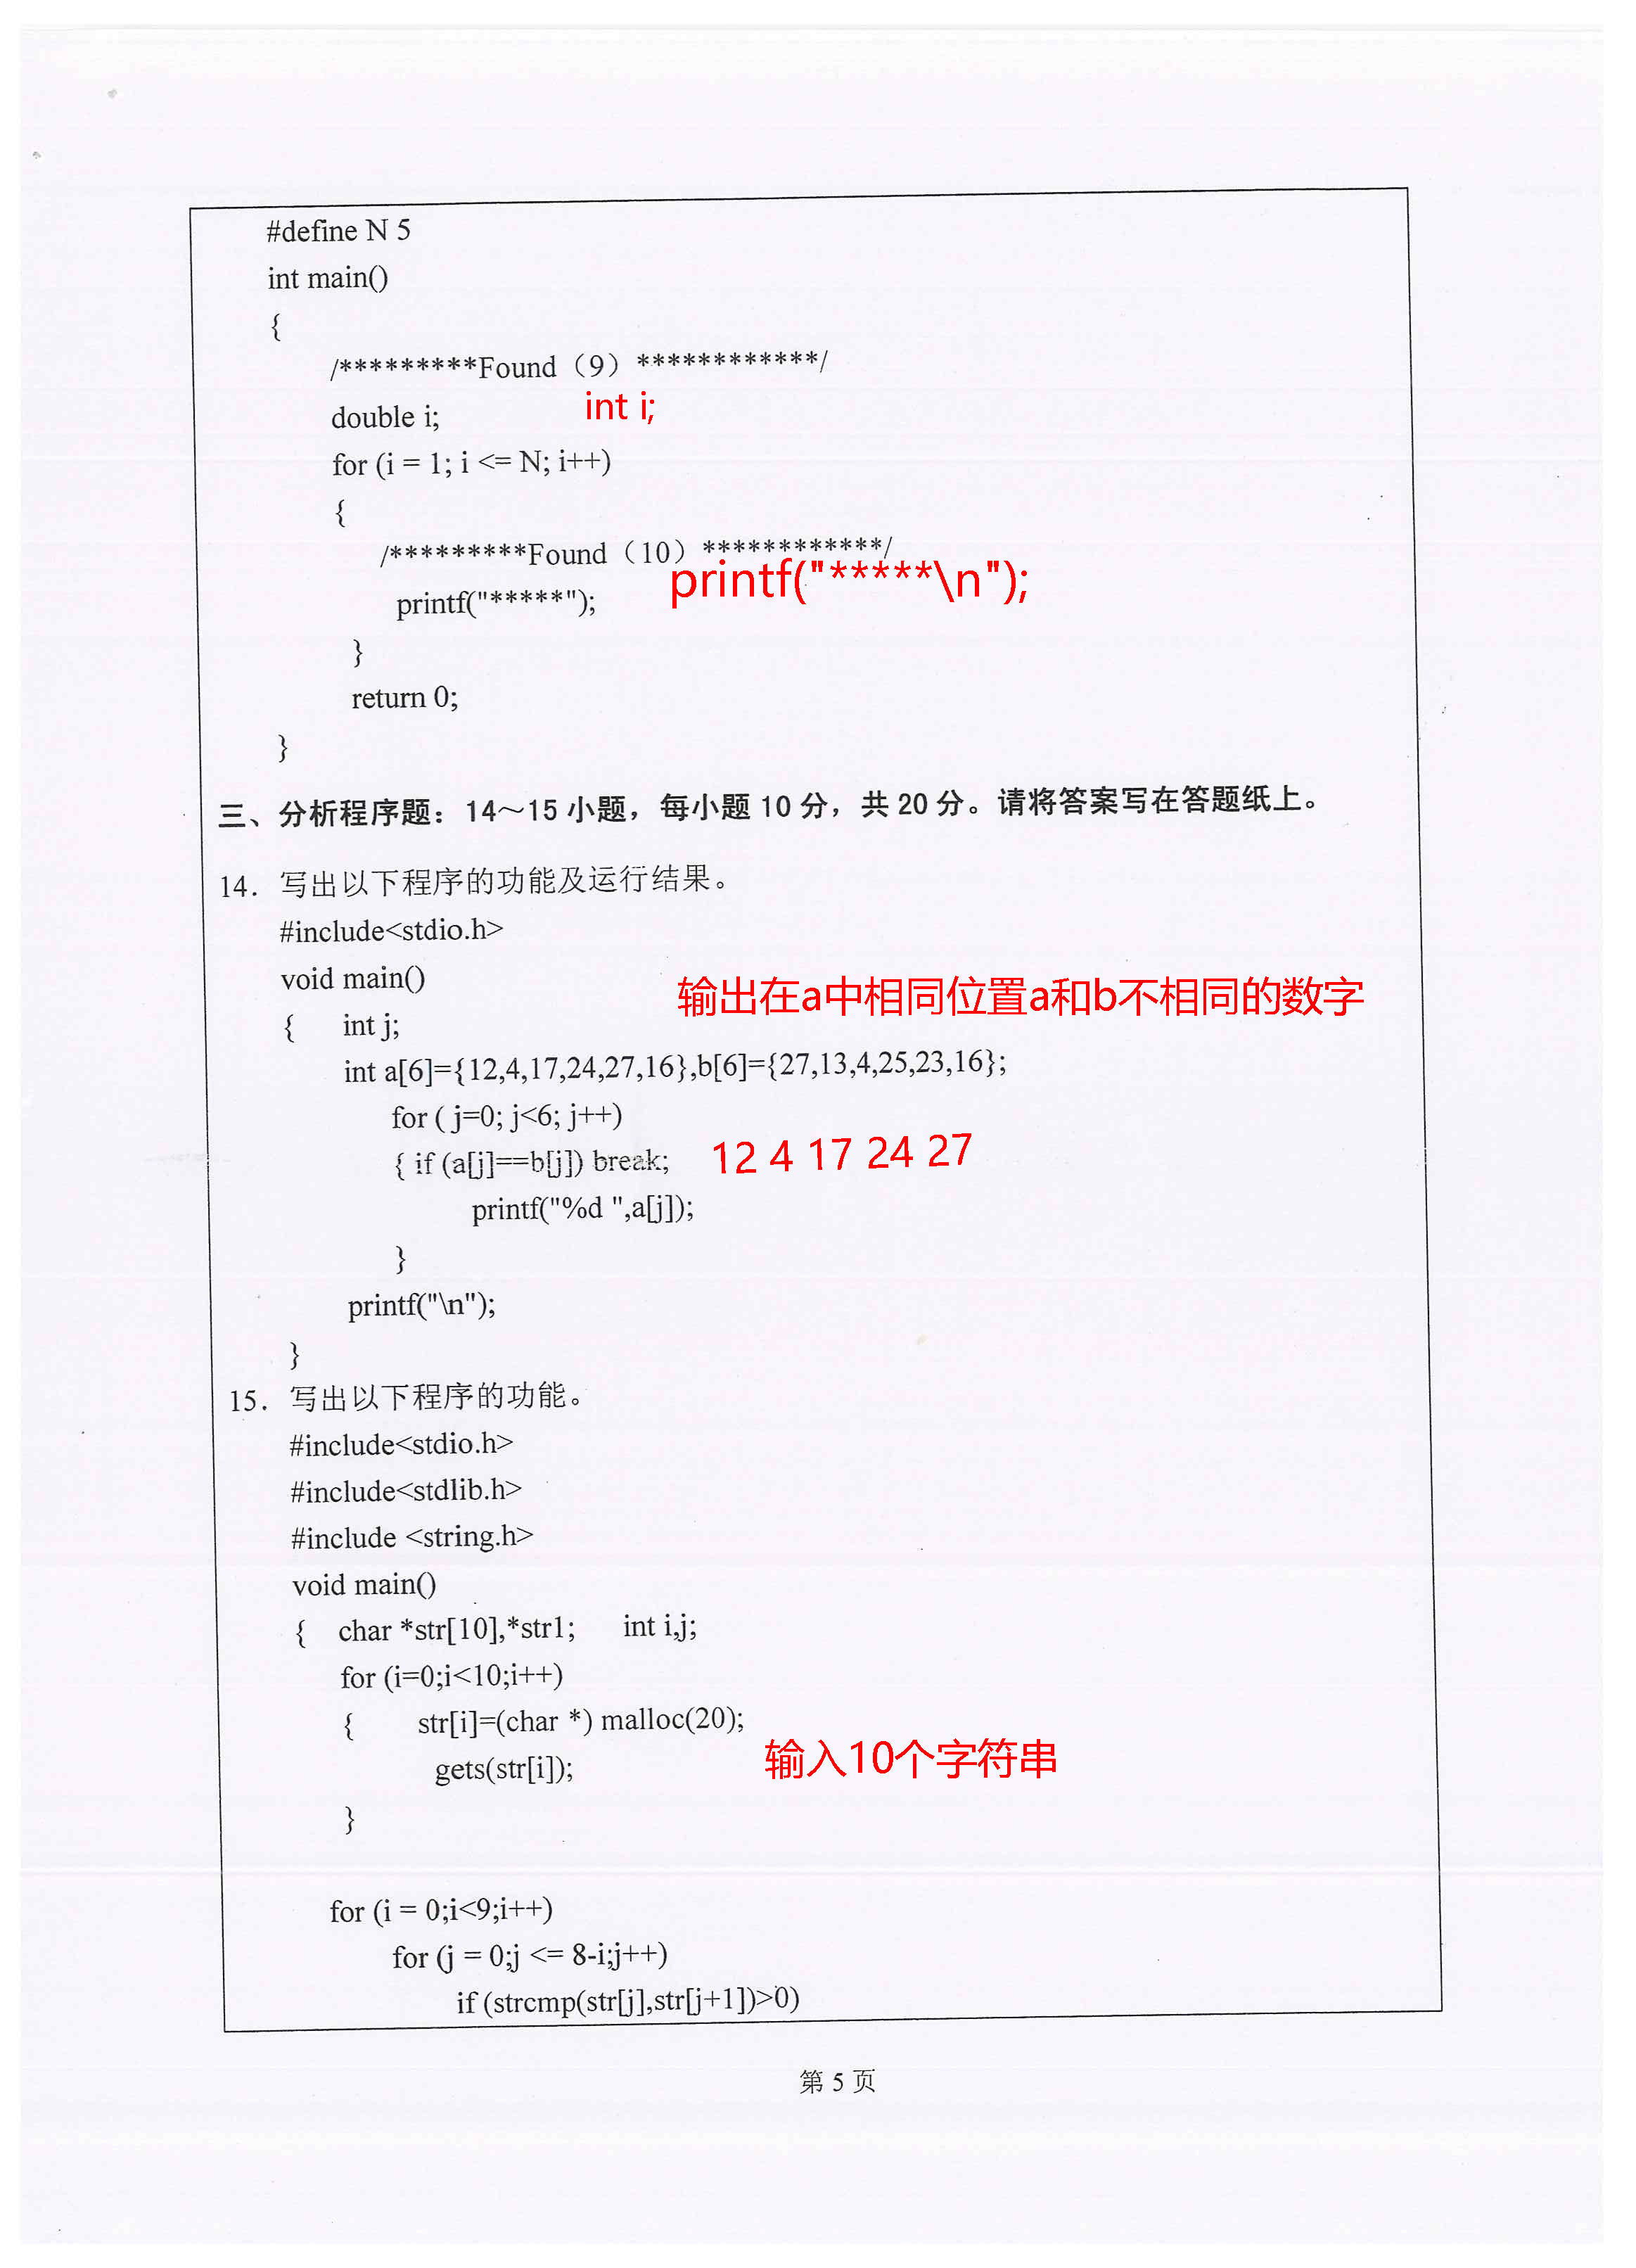 #define N 5
int main()
{
/*********Found（9）************/
int i;
double i;
for (i = 1; i <= N; i++)
{
/*********Found（10）************/
printf("*****\n");
printf("*****");
}
return 0;
}
三、分析程序题：14～15 小题，每小题 10 分，共 20 分。请将答案写在答题纸上。
14. 写出以下程序的功能及运行结果。
#include<stdio.h>
void main()
输出在a中相同位置a和b不相同的数字
{ int j;
int a[6]={12,4,17,24,27,16},b[6]={27,13,4,25,23,16};
for ( j=0; j<6; j++)
{ if (a[j]==b[j]) break; 12 4 17 24 27
printf("%d ",a[j]);
}
printf("\n");
}
15. 写出以下程序的功能。
#include<stdio.h>
#include<stdlib.h>
#include <string.h>
void main()
{ char *str[10],*str1; int i,j;
for (i=0;i<10;i++)
{ str[i]=(char *) malloc(20);
gets(str[i]); 输入10个字符串
}
for (i = 0;i<9;i++)
for (j = 0;j <= 8-i;j++)
if (strcmp(str[j],str[j+1])>0)
第 5 页